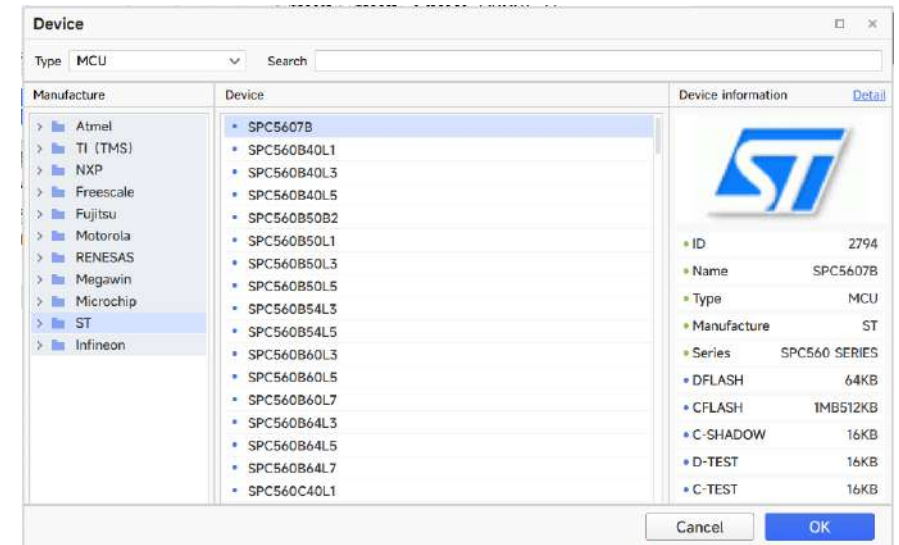 Device
Type MCU Search
Manufacture
Atmel
TI (TMS)
NXP
Freescale
Fujitsu
Motorola
RENESAS
Megawin
Microchip
ST
Infineon
Device
SPC5607B
SPC560B40L1
SPC560B40L3
SPC560B40L5
SPC560B50B2
SPC560B50L1
SPC560B50L3
SPC560B50L5
SPC560B54L3
SPC560B54L5
SPC560B60L3
SPC560B60L5
SPC560B60L7
SPC560B64L3
SPC560B64L5
SPC560B64L7
SPC560C40L1
Device information Detail
ST
ID 2794
Name SPC5607B
Type MCU
Manufacture ST
Series SPC560 SERIES
DFLASH 64KB
CFLASH 1MB512KB
C-SHADOW 16KB
D-TEST 16KB
C-TEST 16KB
Cancel OK